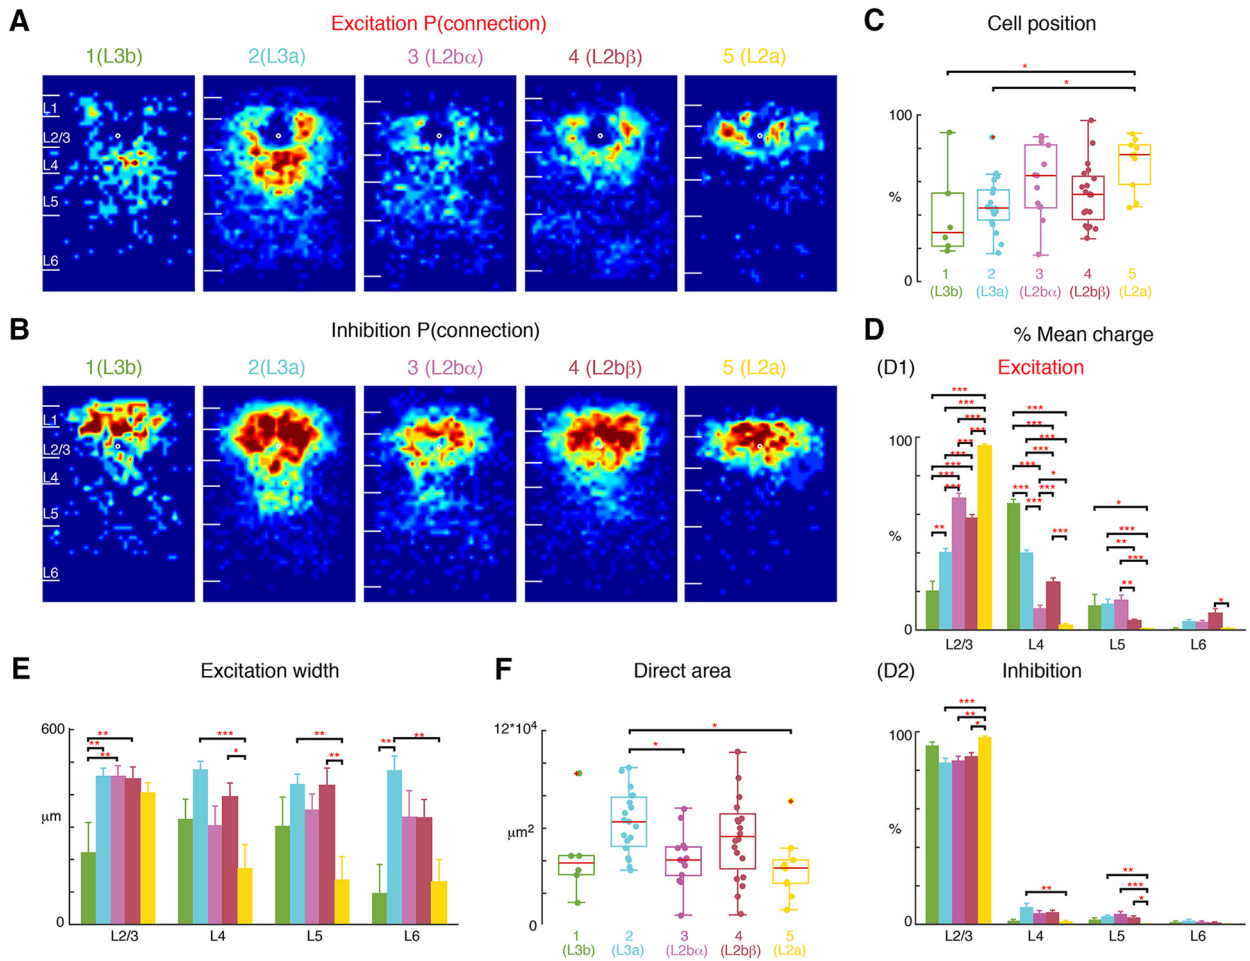 A
Excitation P(connection)
1(L3b) 2(L3a) 3 (L2bα) 4 (L2bβ) 5 (L2a)
L1
L2/3
L4
L5
L6
B
Inhibition P(connection)
1(L3b) 2(L3a) 3 (L2bα) 4 (L2bβ) 5 (L2a)
L1
L2/3
L4
L5
L6
C
Cell position
*
*
100
%
0
1 2 3 4 5
(L3b) (L3a) (L2bα) (L2bβ) (L2a)
D
% Mean charge
(D1) Excitation
*** ***
*** ***
*** ***
*** ***
*** *** * *
*** *** *** ***
*** *** *** **
** *** *** ***
** *
100
%
0
L2/3 L4 L5 L6
(D2) Inhibition
***
**
*
100
%
** **
***
*
0
L2/3 L4 L5 L6
E
Excitation width
600
** *** ** ** **
** * **
**
μm
0
L2/3 L4 L5 L6
F
Direct area
12*10⁴
*
*
μm²
0
1 2 3 4 5
(L3b) (L3a) (L2bα) (L2bβ) (L2a)